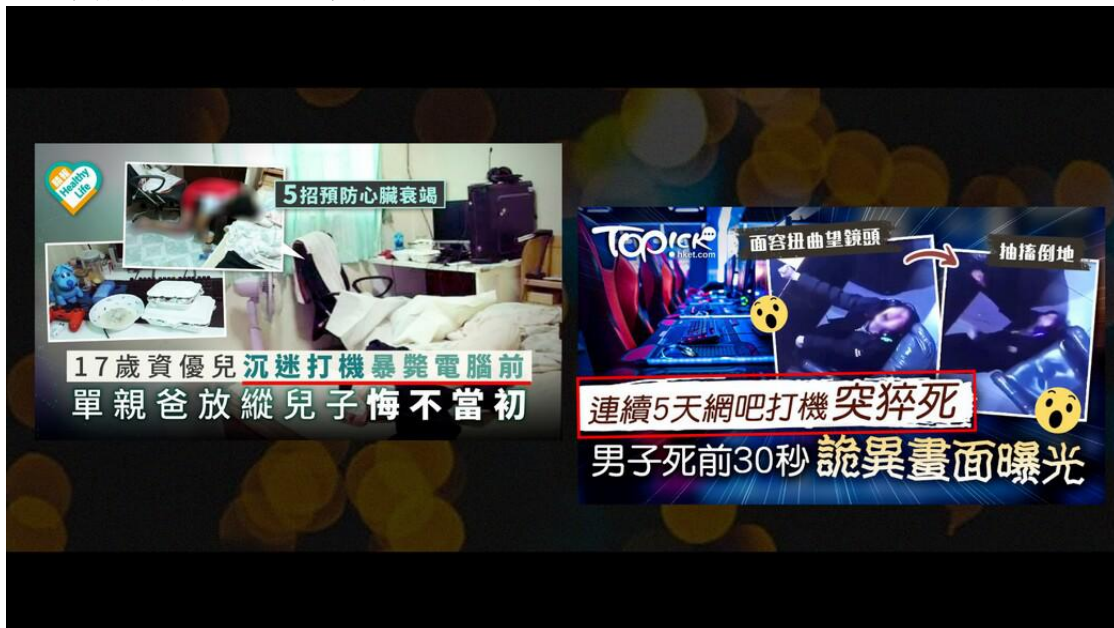 Healthy
Life
5招預防心臟衰竭
17歲資優兒沉迷打機暴斃電腦前
單親爸放縱兒子悔不當初
TOPICK
hket.com
面容扭曲望鏡頭
抽搐倒地
連續5天網吧打機突猝死
男子死前30秒詭異畫面曝光